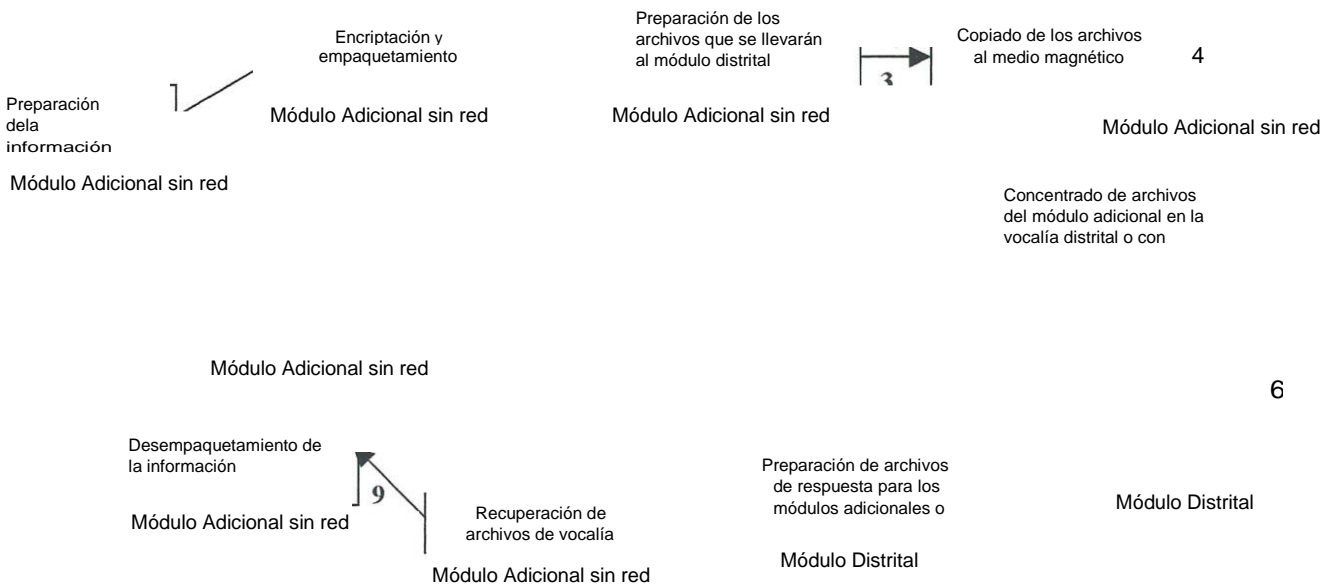 Preparación
dela
información
Módulo Adicional sin red
Encriptación y
empaquetamiento
Módulo Adicional sin red
Preparación de los
archivos que se llevarán
al módulo distrital
Módulo Adicional sin red
3
Copiado de los archivos
al medio magnético
4
Módulo Adicional sin red
Concentrado de archivos
del módulo adicional en la
vocalía distrital o con
Módulo Adicional sin red
6
Desempaquetamiento de
la información
Módulo Adicional sin red
9
Recuperación de
archivos de vocalía
Módulo Adicional sin red
Preparación de archivos
de respuesta para los
módulos adicionales o
Módulo Distrital
Módulo Distrital